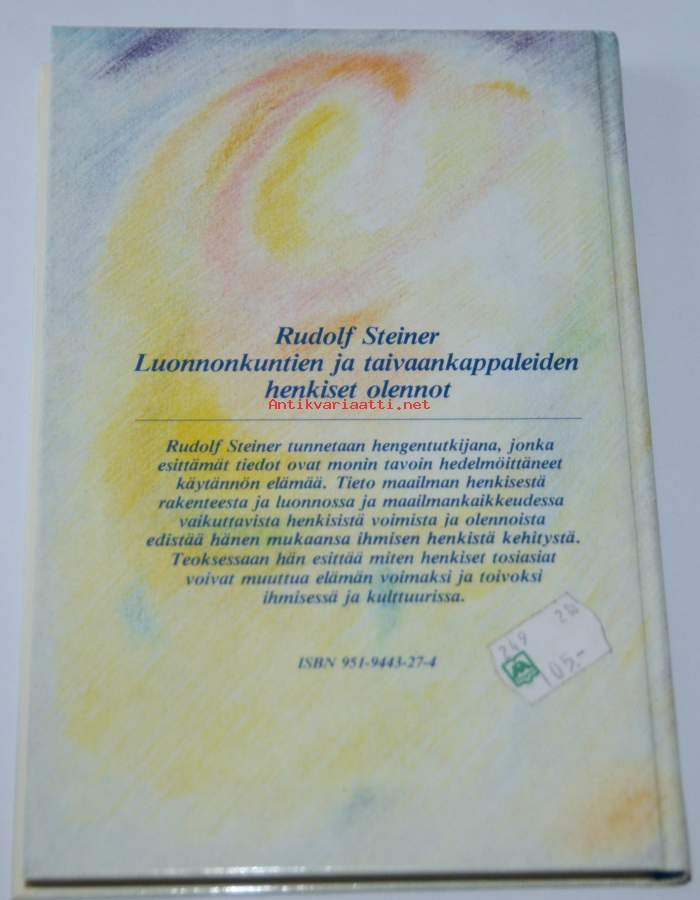 Rudolf Steiner
Luonnonkuntien ja taivaankappaleiden
henkiset olennot
Antikvariaatti.net
Rudolf Steiner tunnetaan hengentutkijana, jonka
esittämät tiedot ovat monin tavoin hedelmöittäneet
käytännön elämää. Tieto maailman henkisestä
rakenteesta ja luonnossa ja maailmankaikkeudessa
vaikuttavista henkisistä voimista ja olennoista
edistää hänen mukaansa ihmisen henkistä kehitystä.
Teoksessaan hän esittää miten henkiset tosiasiat
voivat muuttua elämän voimaksi ja toivoksi
ihmisessä ja kulttuurissa.
ISBN 951-9443-27-4
249
105.-